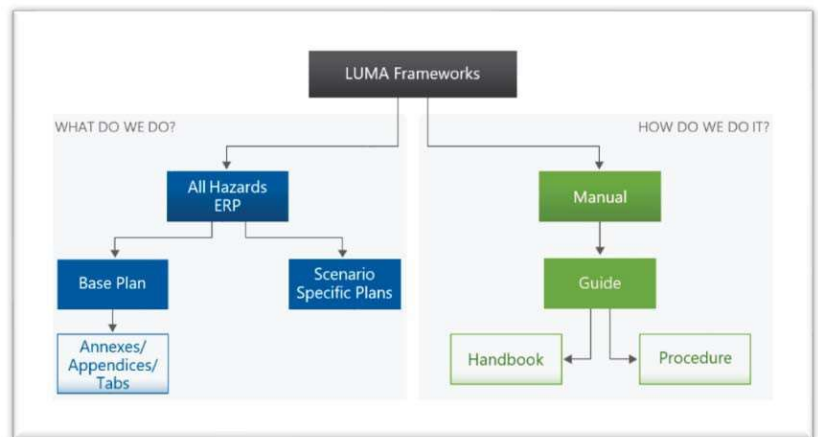 LUMA Frameworks
WHAT DO WE DO?
HOW DO WE DO IT?
All Hazards
ERP
Manual
Base Plan
Scenario
Specific Plans
Guide
Annexes/
Appendices/
Tabs
Handbook
Procedure